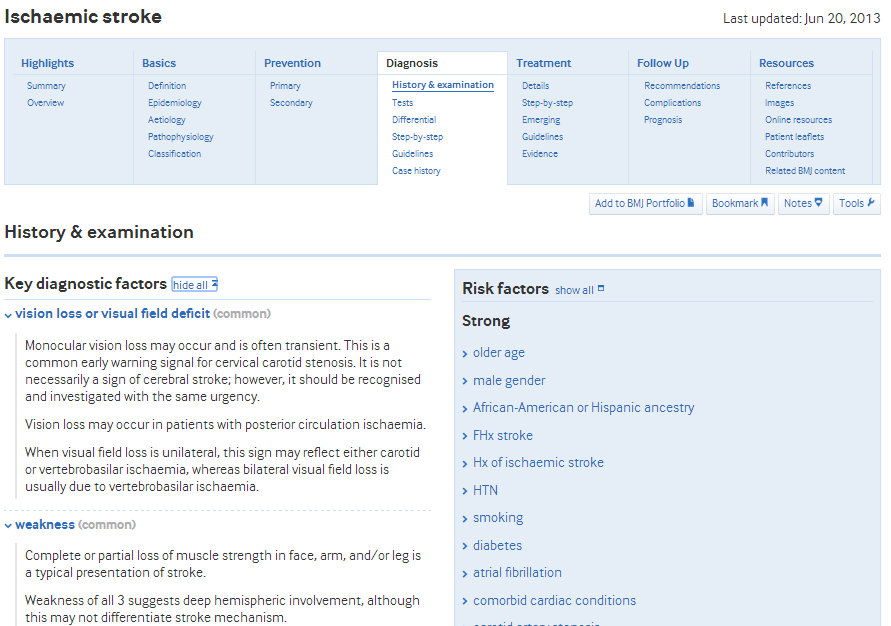 Ischaemic stroke
Last updated: Jun 20, 2013
Highlights
Summary
Overview
Basics
Definition
Epidemiology
Aetiology
Pathophysiology
Classification
Prevention
Primary
Secondary
Diagnosis
History & examination
Tests
Differential
Step-by-step
Guidelines
Case history
Treatment
Details
Step-by-step
Emerging
Guidelines
Evidence
Follow Up
Recommendations
Complications
Prognosis
Resources
References
Images
Online resources
Patient leaflets
Contributors
Related BMJ content
Add to BMJ Portfolio
Bookmark
Notes
Tools
History & examination
Key diagnostic factors hide all
vision loss or visual field deficit (common)
Monocular vision loss may occur and is often transient. This is a
common early warning signal for cervical carotid stenosis. It is not
necessarily a sign of cerebral stroke; however, it should be recognised
and investigated with the same urgency.
Vision loss may occur in patients with posterior circulation ischaemia.
When visual field loss is unilateral, this sign may reflect either carotid
or vertebrobasilar ischaemia, whereas bilateral visual field loss is
usually due to vertebrobasilar ischaemia.
weakness (common)
Complete or partial loss of muscle strength in face, arm, and/or leg is
a typical presentation of stroke.
Weakness of all 3 suggests deep hemispheric involvement, although
this may not differentiate stroke mechanism.
Risk factors show all
Strong
older age
male gender
African-American or Hispanic ancestry
FHx stroke
Hx of ischaemic stroke
HTN
smoking
diabetes
atrial fibrillation
comorbid cardiac conditions
carotid artery stenosis